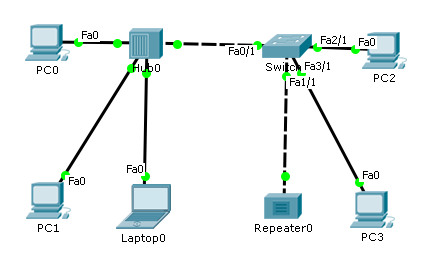 Fa0
Hub0
Fa0/1
Switch
Fa2/1
Fa0
PC0
PC2
Fa3/1
Fa1/1
Fa0
Fa0
Fa0
PC1
Laptop0
Repeater0
PC3